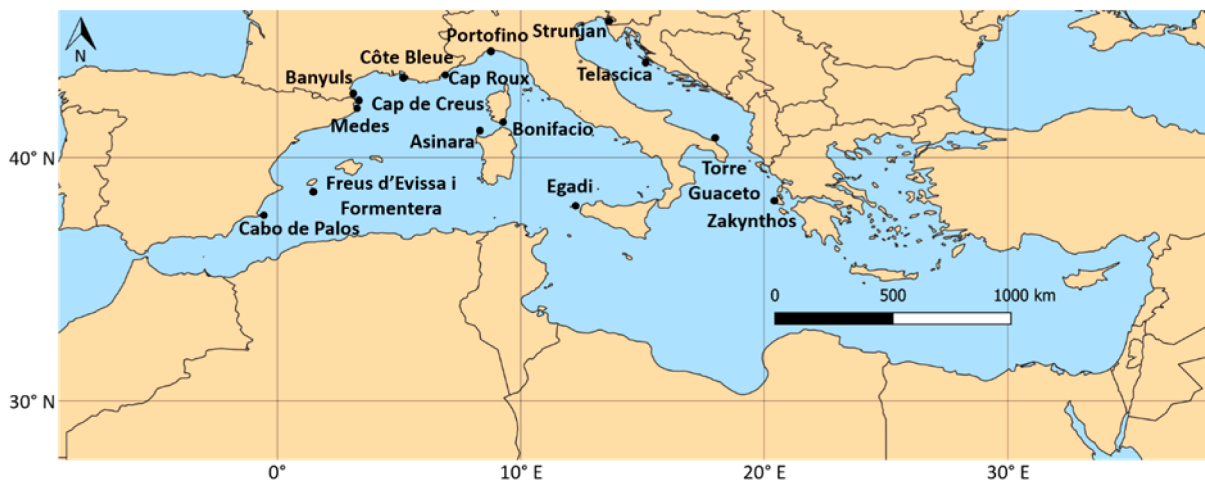 Portofino
Strunjan
Côte Bleue
Banyuls
Cap Roux
Telascica
Cap de Creus
Medes
Bonifacio
Asinara
N
40° N
Freus d’Evissa i
Formentera
Egadi
Torre
Guaceto
Cabo de Palos
Zakynthos
0
500
1000 km
30° N
0°
10° E
20° E
30° E